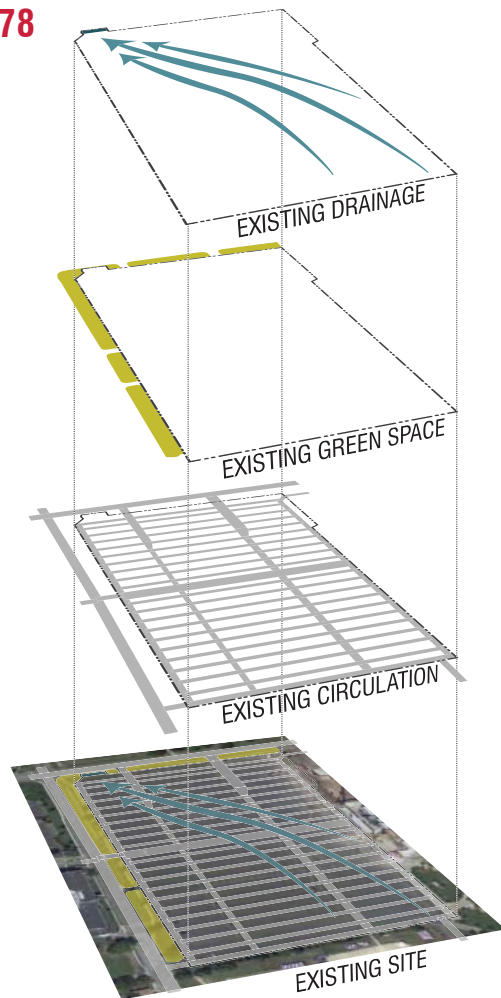 78
EXISTING DRAINAGE
EXISTING GREEN SPACE
EXISTING CIRCULATION
EXISTING SITE